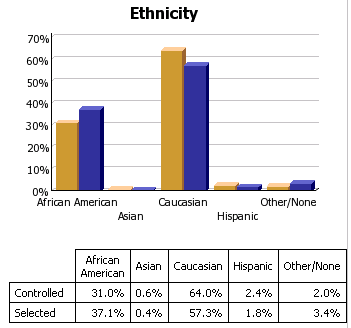 Ethnicity
70%
60%
50%
40%
30%
20%
10%
0%
African American Caucasian Other/None
Asian Hispanic
African American Asian Caucasian Hispanic Other/None
Controlled 31.0% 0.6% 64.0% 2.4% 2.0%
Selected 37.1% 0.4% 57.3% 1.8% 3.4%